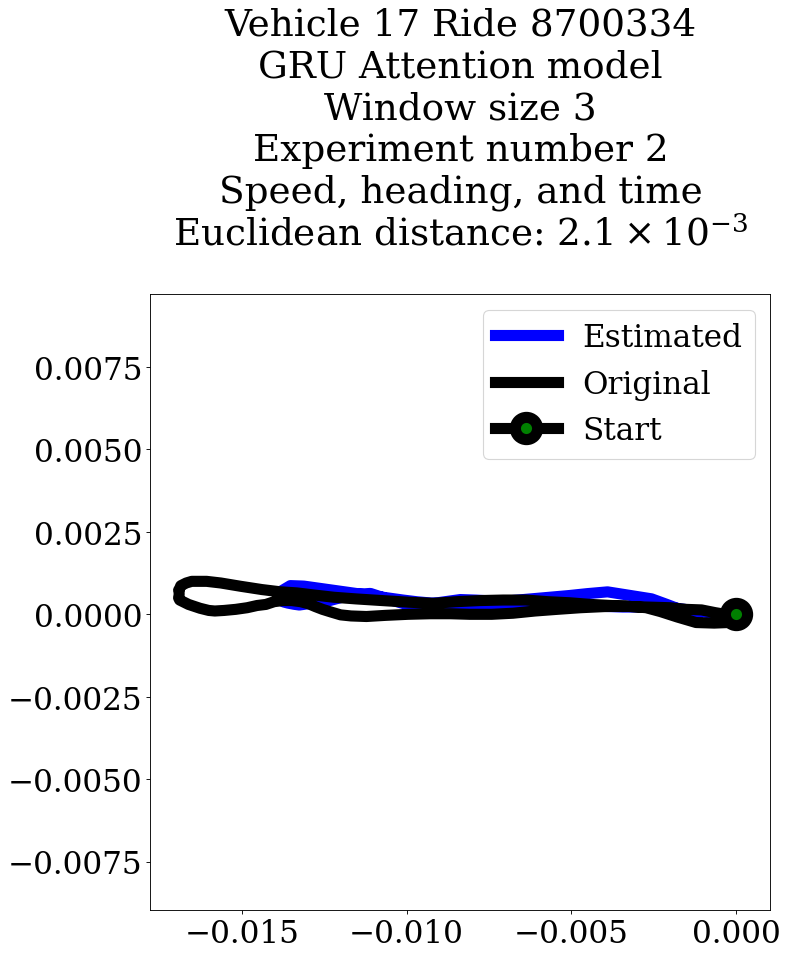 Vehicle 17 Ride 8700334
GRU Attention model
Window size 3
Experiment number 2
Speed, heading, and time
Euclidean distance: 2.1 × 10⁻³
Estimated
Original
Start
0.0075
0.0050
0.0025
0.0000
−0.0025
−0.0050
−0.0075
−0.015 −0.010 −0.005 0.000